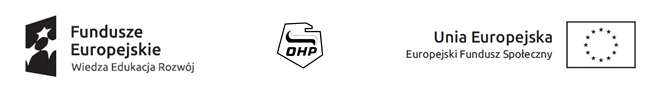 Fundusze
Europejskie
Wiedza Edukacja Rozwój
OHP
Unia Europejska
Europejski Fundusz Społeczny